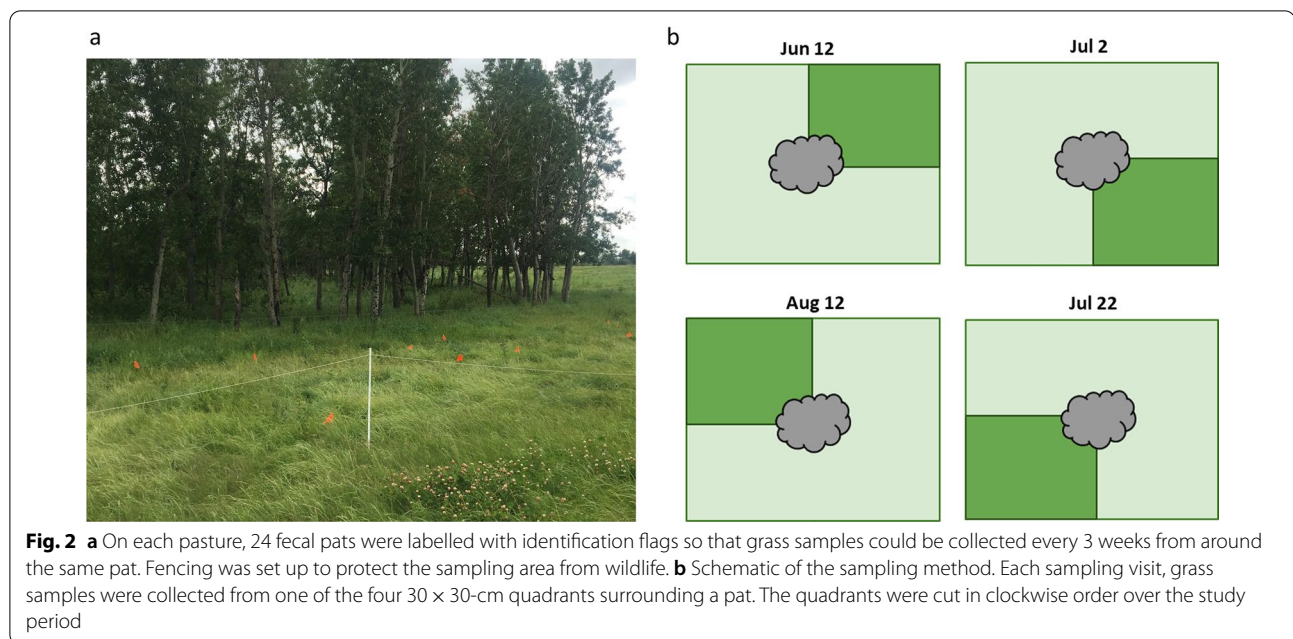 a
b
Jun 12
Jul 2
Aug 12
Jul 22
Fig. 2 a On each pasture, 24 fecal pats were labelled with identification flags so that grass samples could be collected every 3 weeks from around
the same pat. Fencing was set up to protect the sampling area from wildlife. b Schematic of the sampling method. Each sampling visit, grass
samples were collected from one of the four 30 × 30-cm quadrants surrounding a pat. The quadrants were cut in clockwise order over the study
period